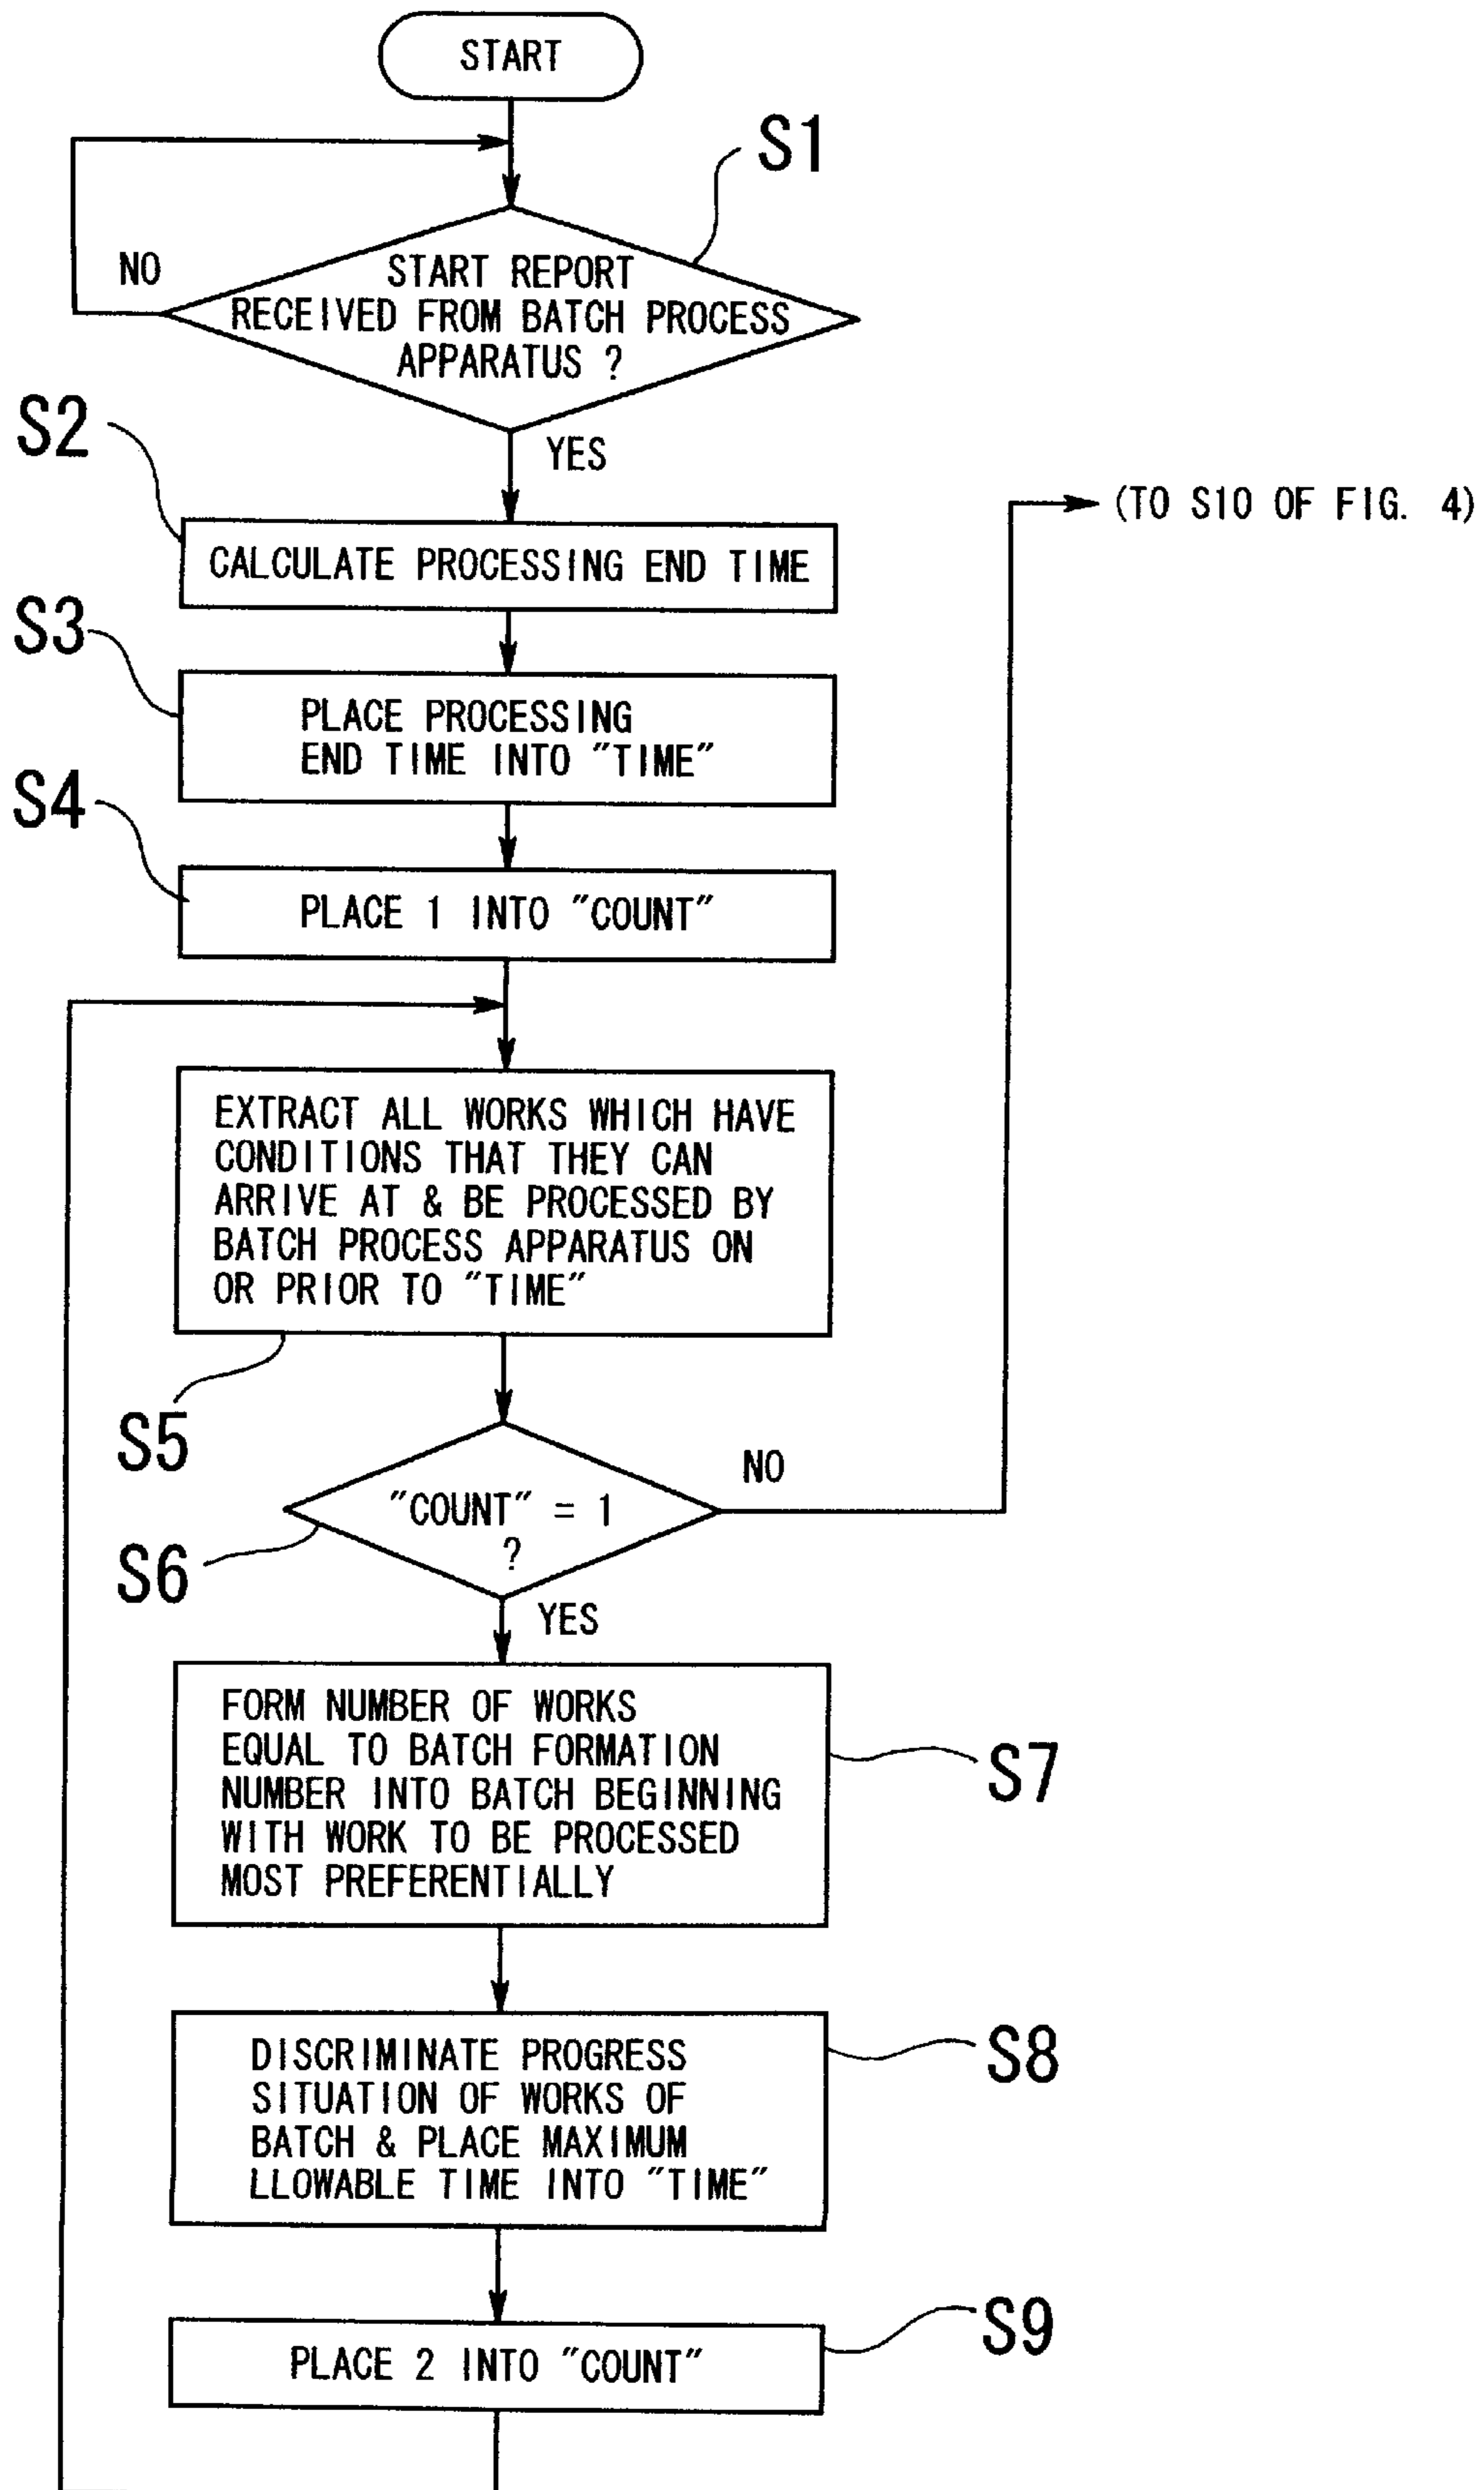 START
S1
NO
START REPORT
RECEIVED FROM BATCH PROCESS
APPARATUS ?
S2
YES
(TO S10 OF FIG. 4)
CALCULATE PROCESSING END TIME
S3
PLACE PROCESSING
END TIME INTO "TIME"
S4
PLACE 1 INTO "COUNT"
EXTRACT ALL WORKS WHICH HAVE
CONDITIONS THAT THEY CAN
ARRIVE AT & BE PROCESSED BY
BATCH PROCESS APPARATUS ON
OR PRIOR TO "TIME"
S5
NO
"COUNT" = 1
?
S6
YES
FORM NUMBER OF WORKS
EQUAL TO BATCH FORMATION
NUMBER INTO BATCH BEGINNING
WITH WORK TO BE PROCESSED
MOST PREFERENTIALLY
S7
DISCRIMINATE PROGRESS
SITUATION OF WORKS OF
BATCH & PLACE MAXIMUM
LLOWABLE TIME INTO "TIME"
S8
PLACE 2 INTO "COUNT"
S9